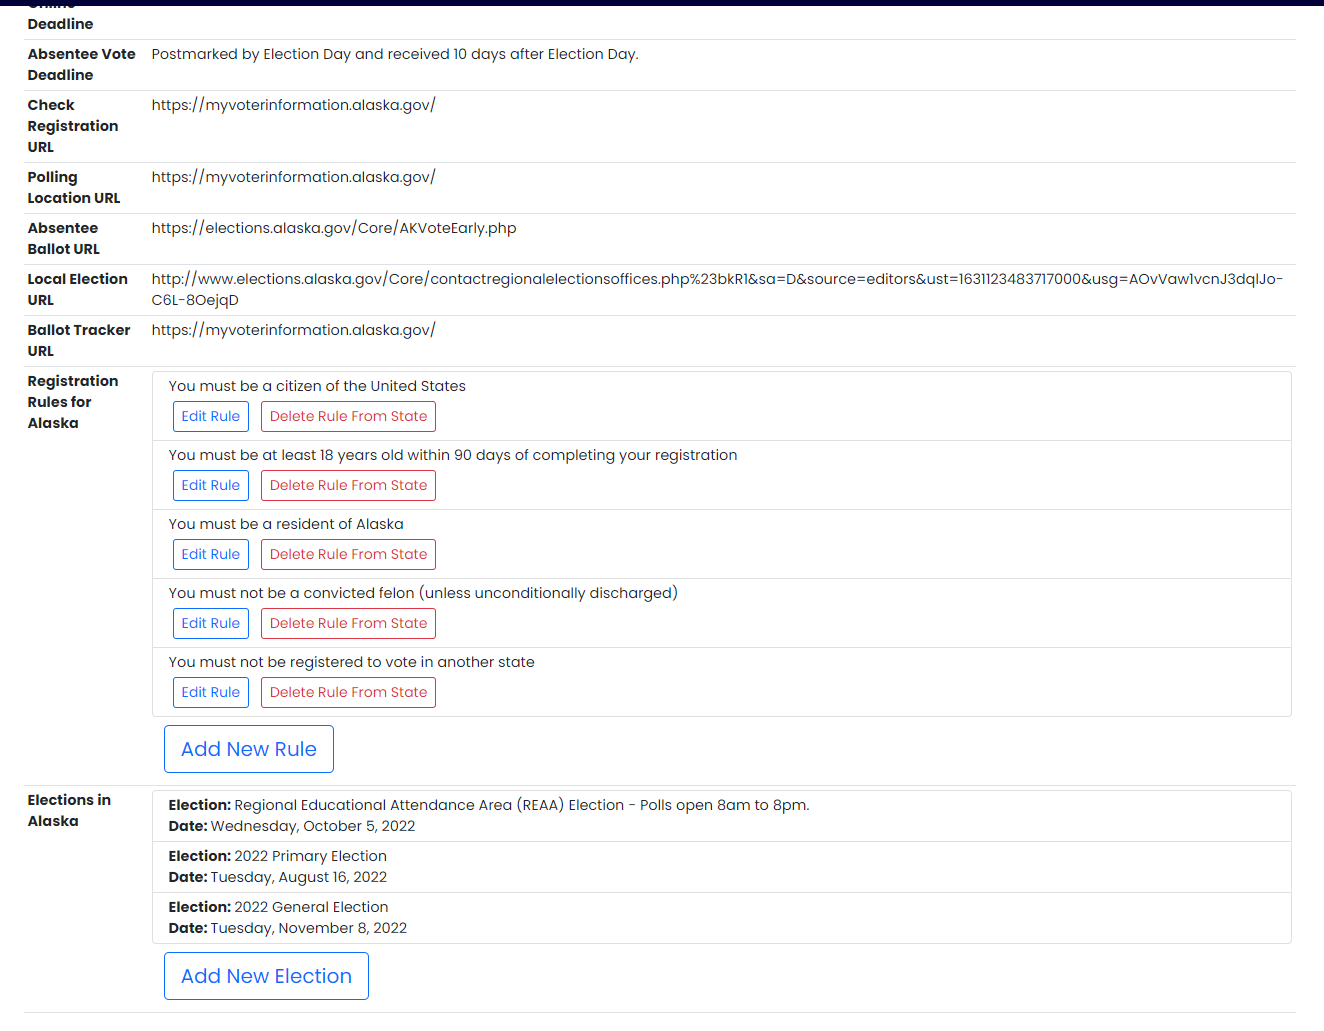 Online
Deadline
Absentee Vote
Deadline
Postmarked by Election Day and received 10 days after Election Day.
Check
Registration
URL
https://myvoterinformation.alaska.gov/
Polling
Location URL
https://myvoterinformation.alaska.gov/
Absentee
Ballot URL
https://elections.alaska.gov/Core/AKVoteEarly.php
Local Election
URL
http://www.elections.alaska.gov/Core/contactregionalelectionsoffices.php%23bkR1&sa=D&source=editors&ust=1631123483717000&usg=AOvVaw1vcnJ3dqlJo-
C6L-8OejqD
Ballot Tracker
URL
https://myvoterinformation.alaska.gov/
Registration
Rules for
Alaska
You must be a citizen of the United States
Edit Rule Delete Rule From State
You must be at least 18 years old within 90 days of completing your registration
Edit Rule Delete Rule From State
You must be a resident of Alaska
Edit Rule Delete Rule From State
You must not be a convicted felon (unless unconditionally discharged)
Edit Rule Delete Rule From State
You must not be registered to vote in another state
Edit Rule Delete Rule From State
Add New Rule
Elections in
Alaska
Election: Regional Educational Attendance Area (REAA) Election - Polls open 8am to 8pm.
Date: Wednesday, October 5, 2022
Election: 2022 Primary Election
Date: Tuesday, August 16, 2022
Election: 2022 General Election
Date: Tuesday, November 8, 2022
Add New Election